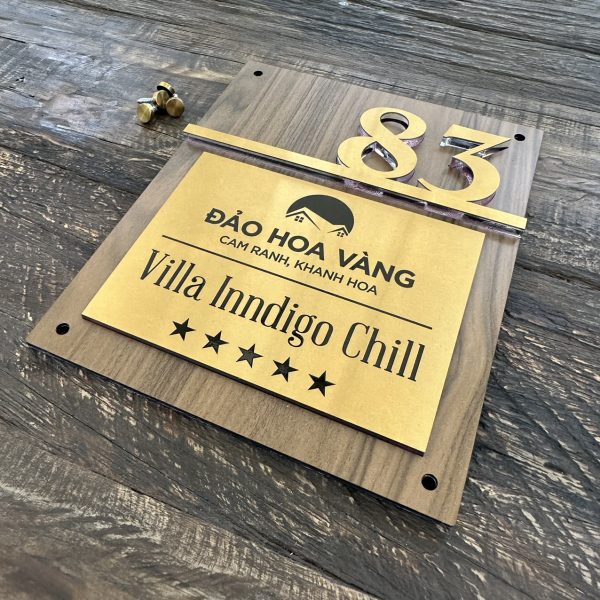 83
ĐẢO HOA VÀNG
CAM RANH, KHANH HOA
Villa Inndigo Chill